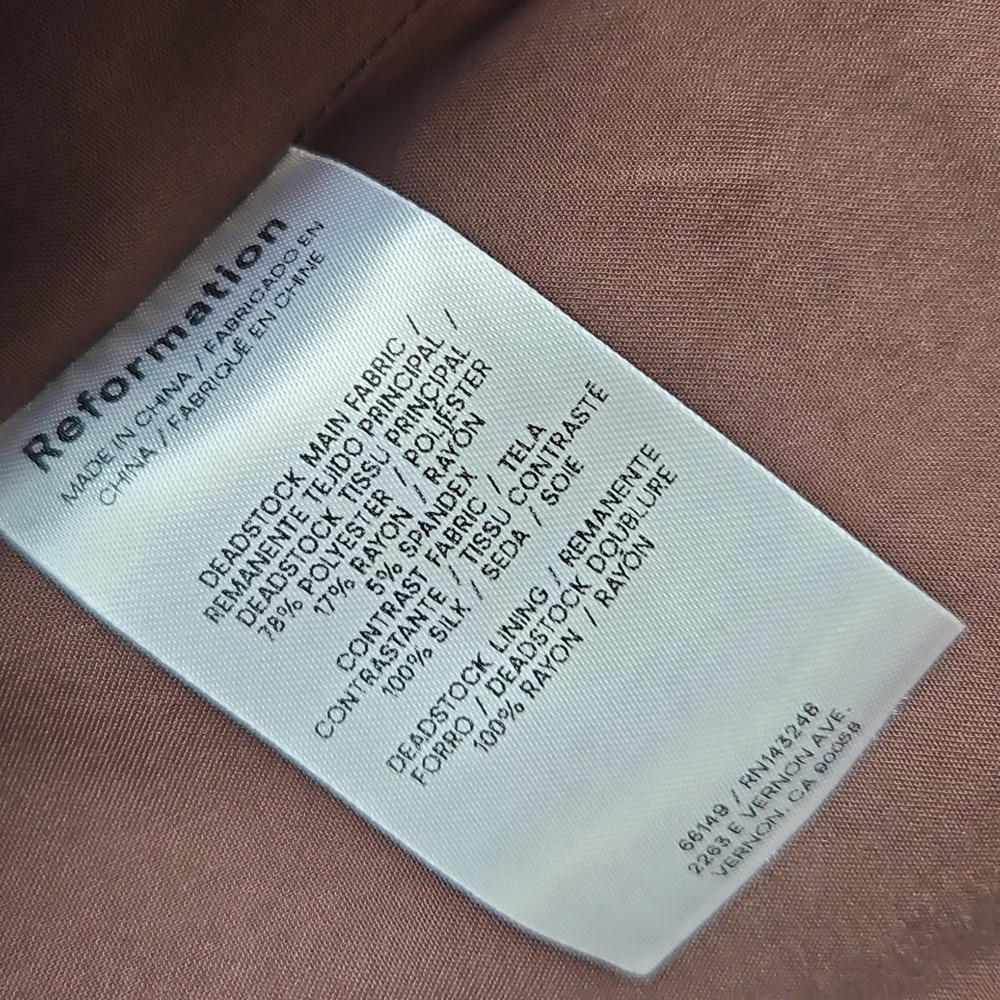 Reformation
MADE IN CHINA / FABRICADO EN
CHINA / FABRIQUÉ EN CHINE
DEADSTOCK MAIN FABRIC /
REMANENTE TEJIDO PRINCIPAL /
DEADSTOCK TISSU PRINCIPAL
78% POLYESTER / POLIÉSTER
17% RAYON / RAYÓN
5% SPANDEX
CONTRAST FABRIC / TELA
CONTRASTANTE / TISSU CONTRASTÉ
100% SILK / SEDA / SOIE
DEADSTOCK LINING / REMANENTE
FORRO / DEADSTOCK DOUBLURE
100% RAYON / RAYÓN
66149 / RN143246
2263 E VERNON AVE.
VERNON, CA 90058